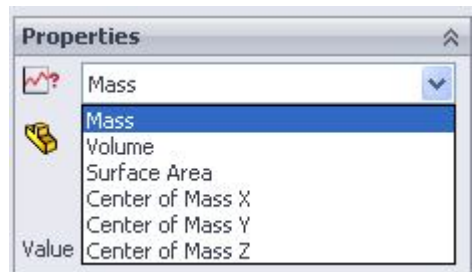 Properties
Mass
Mass
Volume
Surface Area
Center of Mass X
Center of Mass Y
Value Center of Mass Z